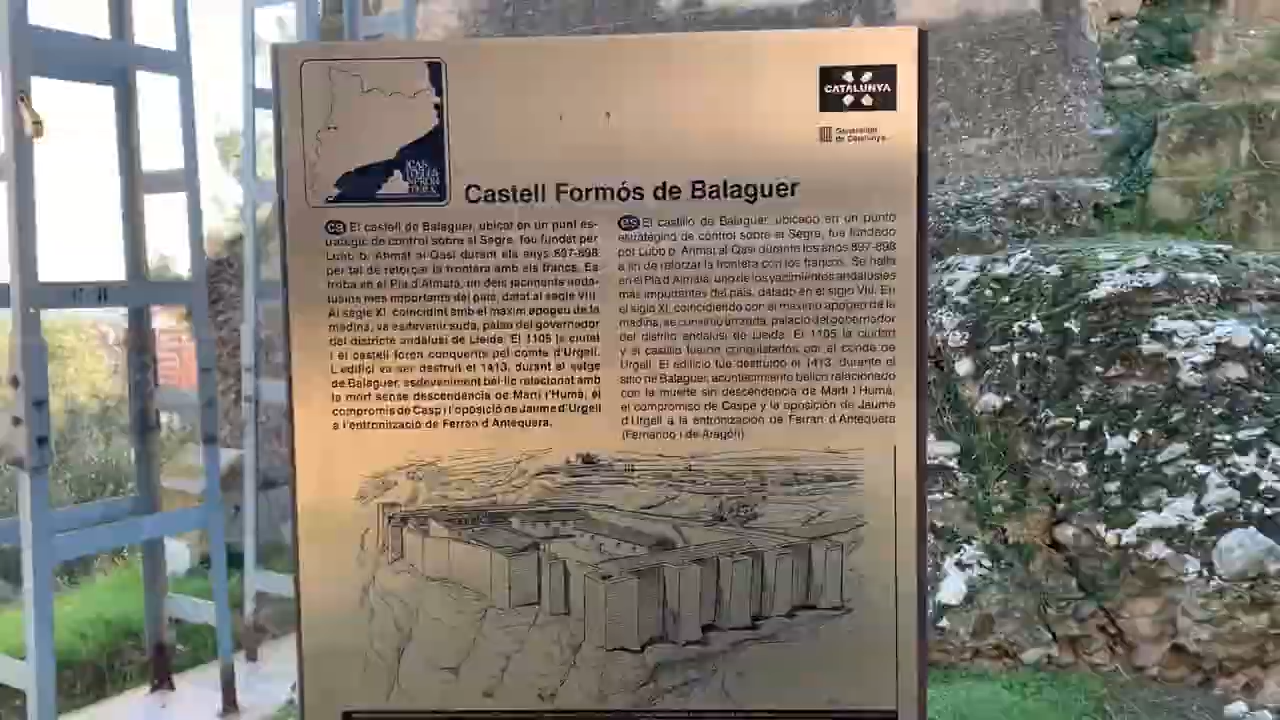 CATALUNYA
Generalitat
de Catalunya
CAS
TELLS
Castell Formós de Balaguer
ca El castell de Balaguer, ubicat en un punt es-
tratègic de control sobre el Segre, fou fundat per
Lubb b. Ahmat al-Qasi durant els anys 897-898
per tal de reforçar la frontera amb els francs. Es
troba en el Pla d'Almatà, un dels jaciments anda-
lusins més importants del país, datat al segle VIII.
Al segle XI, coincidint amb el màxim apogeu de la
madina, va esdevenir suda, palau del governador
del districte andalusí de Lleida. El 1105 la ciutat
i el castell foren conquerits pel comte d'Urgell.
L'edifici va ser destruït el 1413, durant el setge
de Balaguer, esdeveniment bèl·lic relacionat amb
la mort sense descendència de Martí l'Humà, el
compromís de Casp i l'oposició de Jaume d'Urgell
a l'entronització de Ferran d'Antequera.
es El castillo de Balaguer, ubicado en un punto
estratégico de control sobre el Segre, fue fundado
por Lubb b. Ahmat al Qasi durante los años 897-898
a fin de reforzar la frontera con los francos. Se halla
en el Pla d'Almatà, uno de los yacimientos andalusíes
más importantes del país, datado en el siglo VIII. En
el siglo XI, coincidiendo con el máximo apogeo de la
madina, se construyó la zuda, palacio del gobernador
del distrito andalusí de Lleida. El 1105 la ciudad
y el castillo fueron conquistados por el conde de
Urgell. El edificio fue destruido el 1413, durante el
sitio de Balaguer, acontecimiento bélico relacionado
con la muerte sin descendencia de Martí l'Humà,
el compromiso de Caspe y la oposición de Jaume
d'Urgell a la entronización de Ferran d'Antequera
(Fernando I de Aragón)